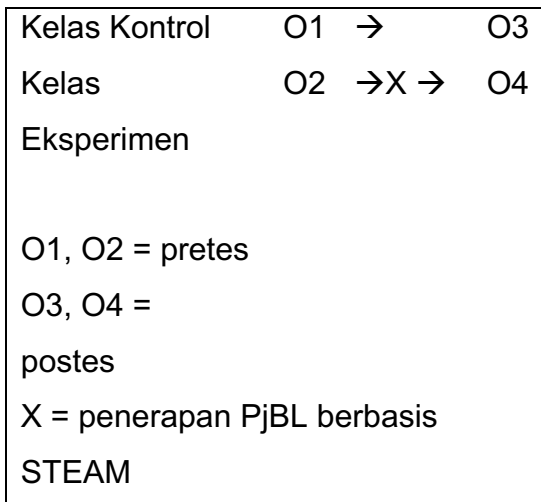 Kelas Kontrol O1 → O3
Kelas O2 →X → O4
Eksperimen
O1, O2 = pretes
O3, O4 =
postes
X = penerapan PjBL berbasis
STEAM